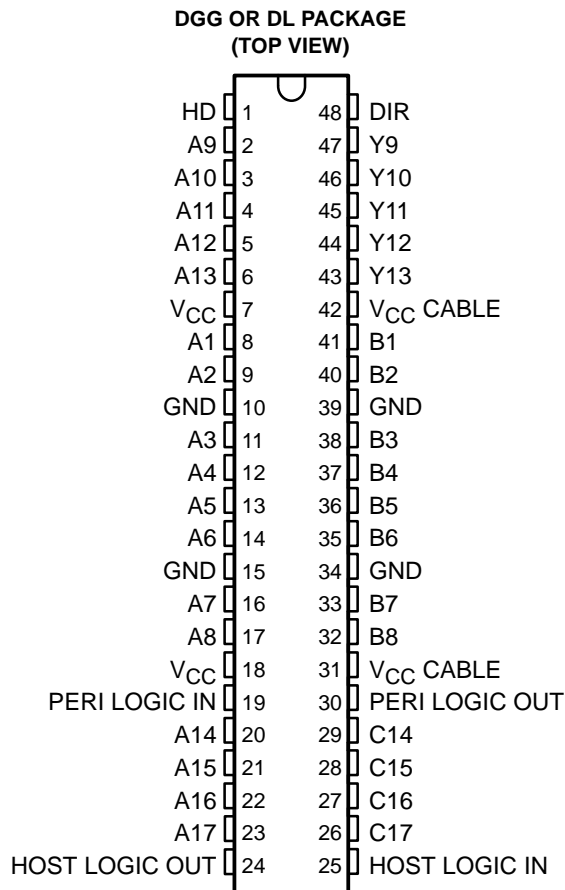 DGG OR DL PACKAGE
(TOP VIEW)
HD 1 48 DIR
A9 2 47 Y9
A10 3 46 Y10
A11 4 45 Y11
A12 5 44 Y12
A13 6 43 Y13
VCC 7 42 VCC CABLE
A1 8 41 B1
A2 9 40 B2
GND 10 39 GND
A3 11 38 B3
A4 12 37 B4
A5 13 36 B5
A6 14 35 B6
GND 15 34 GND
A7 16 33 B7
A8 17 32 B8
VCC 18 31 VCC CABLE
PERI LOGIC IN 19 30 PERI LOGIC OUT
A14 20 29 C14
A15 21 28 C15
A16 22 27 C16
A17 23 26 C17
HOST LOGIC OUT 24 25 HOST LOGIC IN